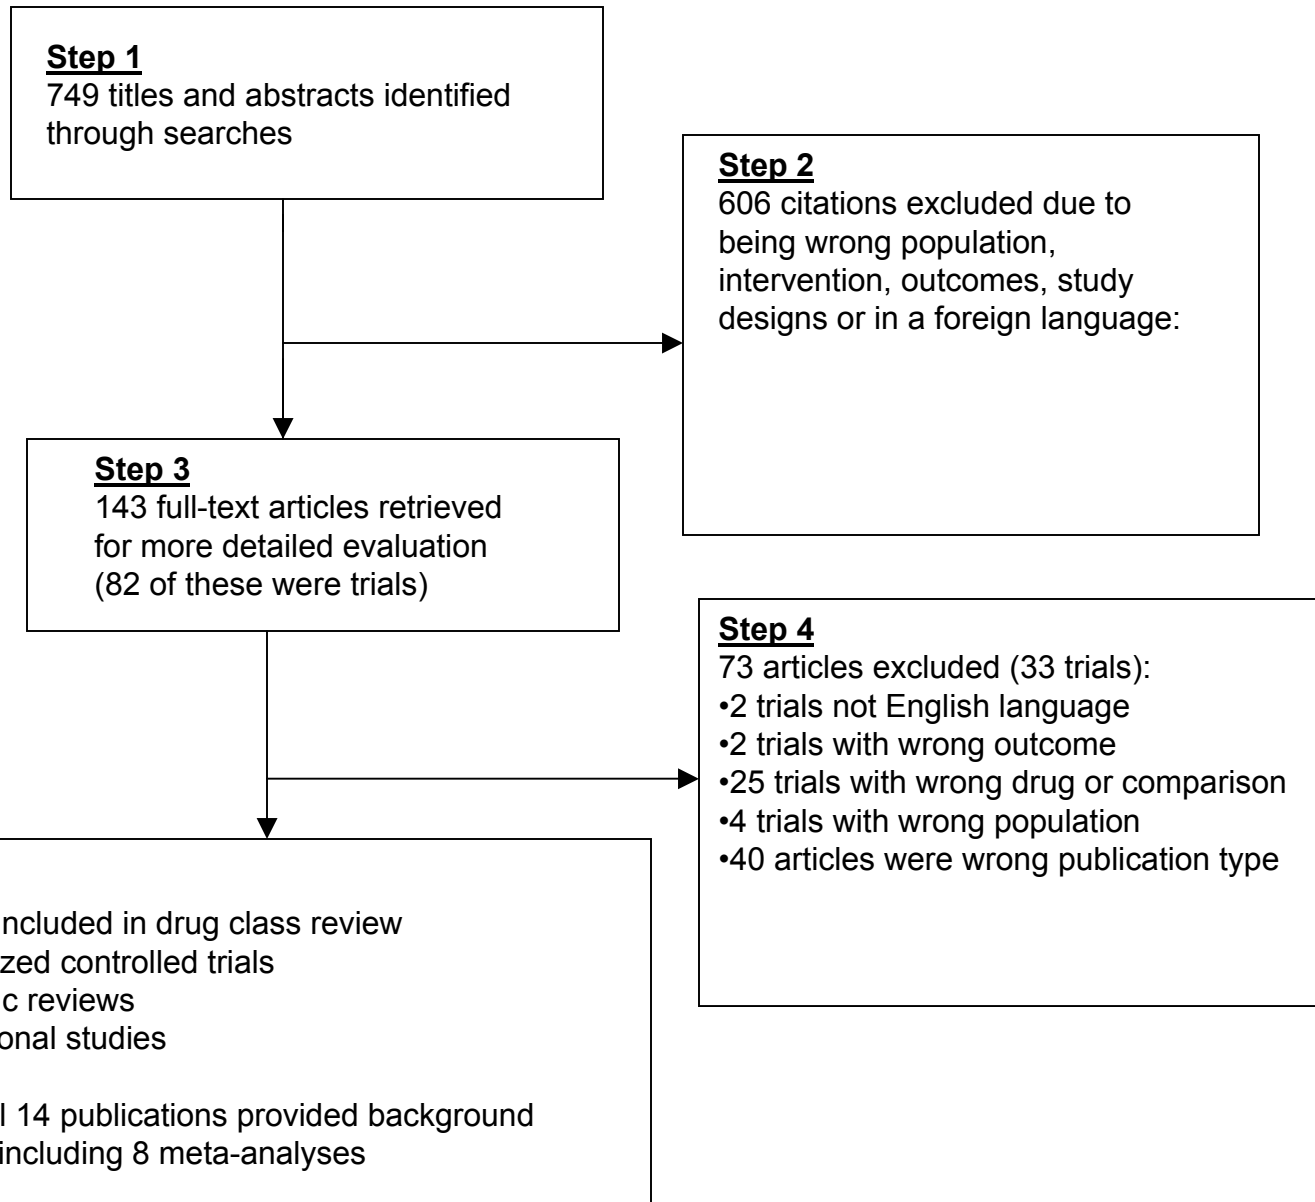 Step 1
749 titles and abstracts identified
through searches
Step 2
606 citations excluded due to
being wrong population,
intervention, outcomes, study
designs or in a foreign language:
Step 3
143 full-text articles retrieved
for more detailed evaluation
(82 of these were trials)
Step 4
73 articles excluded (33 trials):
•2 trials not English language
•2 trials with wrong outcome
•25 trials with wrong drug or comparison
•4 trials with wrong population
•40 articles were wrong publication type
included in drug class review
zed controlled trials
c reviews
onal studies
l 14 publications provided background
including 8 meta-analyses